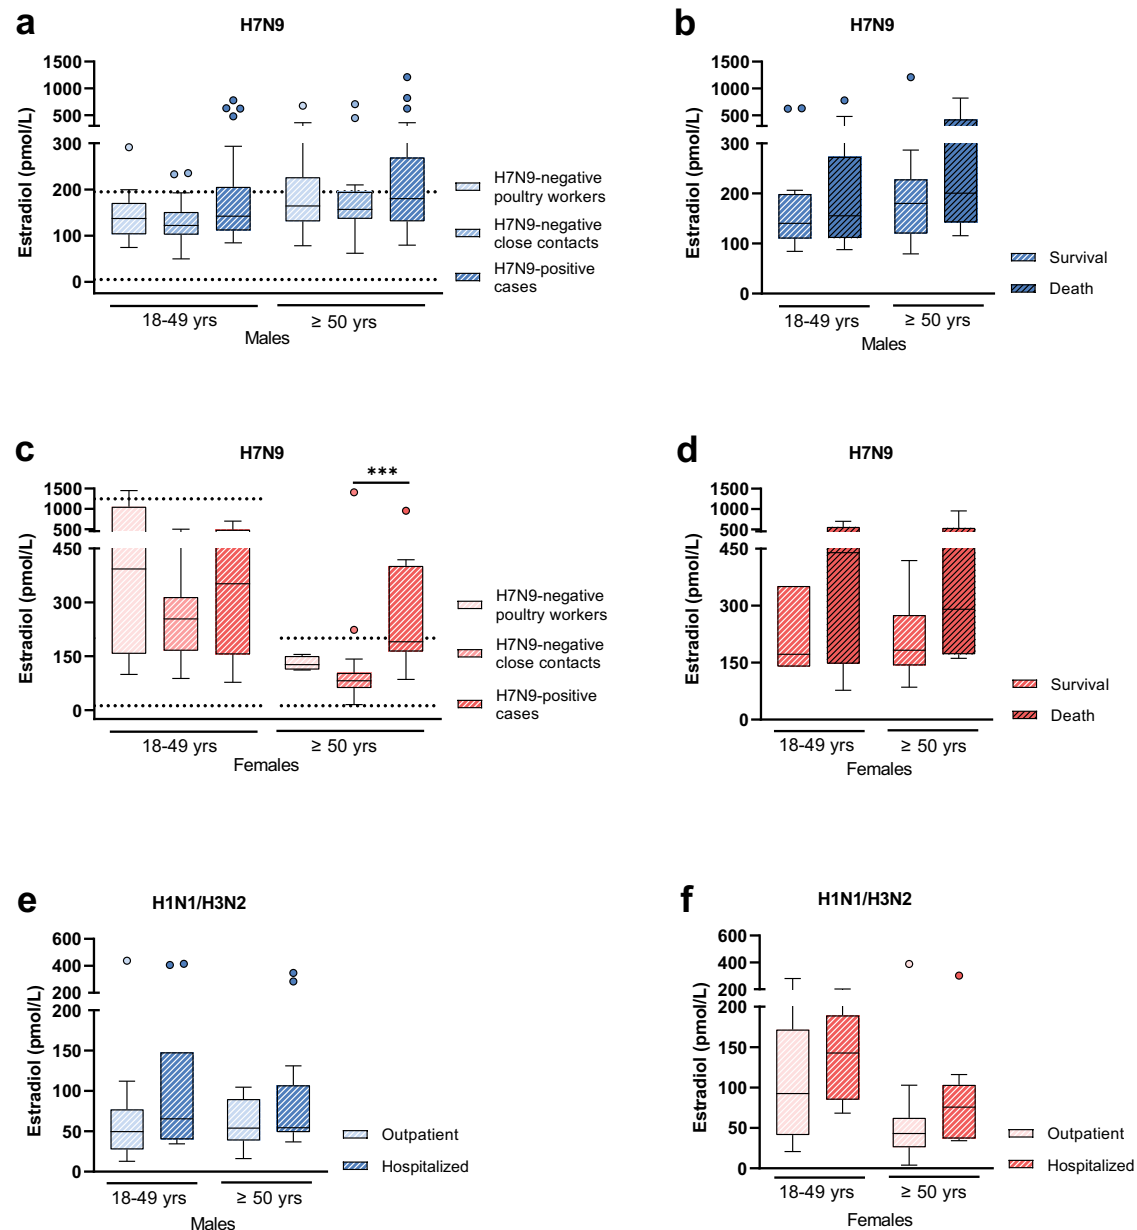 a
H7N9
Estradiol (pmol/L)
1500
1000
500
300
200
100
0
18-49 yrs
≥ 50 yrs
Males
H7N9-negative
poultry workers
H7N9-negative
close contacts
H7N9-positive
cases
b
H7N9
Estradiol (pmol/L)
1500
1000
500
300
200
100
0
18-49 yrs
≥ 50 yrs
Males
Survival
Death
c
H7N9
***
Estradiol (pmol/L)
1500
1000
500
450
300
150
0
18-49 yrs
≥ 50 yrs
Females
H7N9-negative
poultry workers
H7N9-negative
close contacts
H7N9-positive
cases
d
H7N9
Estradiol (pmol/L)
1500
1000
500
450
300
150
0
18-49 yrs
≥ 50 yrs
Females
Survival
Death
e
H1N1/H3N2
Estradiol (pmol/L)
600
400
200
200
150
100
50
0
18-49 yrs
≥ 50 yrs
Males
Outpatient
Hospitalized
f
H1N1/H3N2
Estradiol (pmol/L)
600
400
200
200
150
100
50
0
18-49 yrs
≥ 50 yrs
Females
Outpatient
Hospitalized